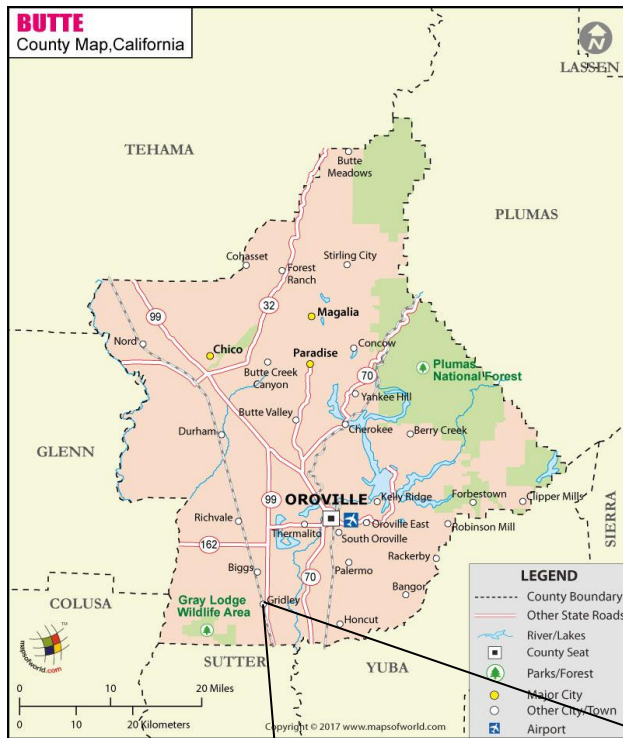 BUTTE
County Map,California
N
LASSEN
TEHAMA
Butte
Meadows
PLUMAS
Cohasset
Stirling City
Forest
Ranch
32
99
Magalia
Nord
Chico
Paradise
Concow
Butte Creek
Canyon
70
Plumas
National Forest
Yankee Hill
Butte Valley
Durham
Cherokee
Berry Creek
GLENN
99
OROVILLE
Kelly Ridge
Forbestown
Clipper Mills
SIERRA
Richvale
Thermalito
Oroville East
Robinson Mill
South Oroville
162
Rackerby
Biggs
70
Palermo
Bangor
COLUSA
Gray Lodge
Wildlife Area
Gridley
Honcut
SUTTER
YUBA
LEGEND
County Boundary
Other State Roads
River/Lakes
County Seat
Parks/Forest
Major City
Other City/Town
Airport
TM
mapsofworld.com
0 10 20 Miles
0 10 20 Kilometers
Copyright © 2017 www.mapsofworld.com